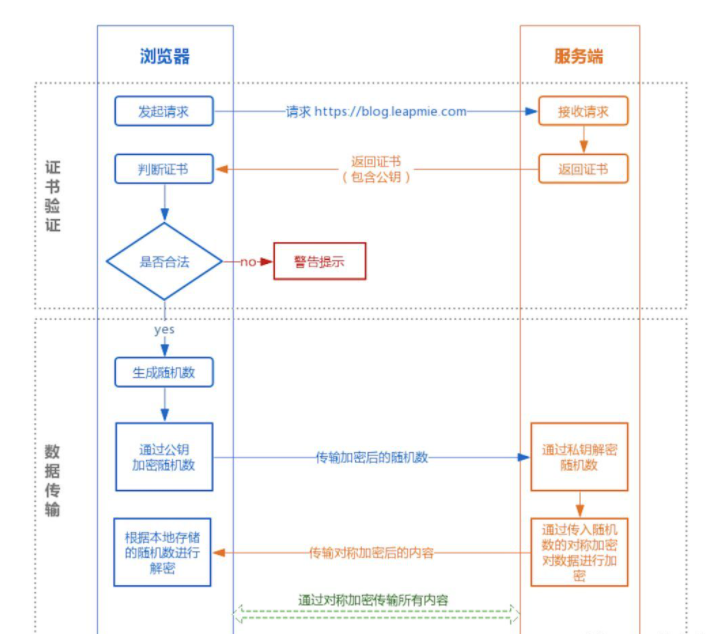 浏览器
服务端
证书验证
发起请求
请求 https://blog.leapmie.com
接收请求
判断证书
返回证书
（包含公钥）
返回证书
是否合法
no
警告提示
yes
数据传输
生成随机数
通过公钥
加密随机数
传输加密后的随机数
通过私钥解密
随机数
根据本地存储
的随机数进行
解密
传输对称加密后的内容
通过传入随机
数的对称加密
对数据进行加
密
通过对称加密传输所有内容